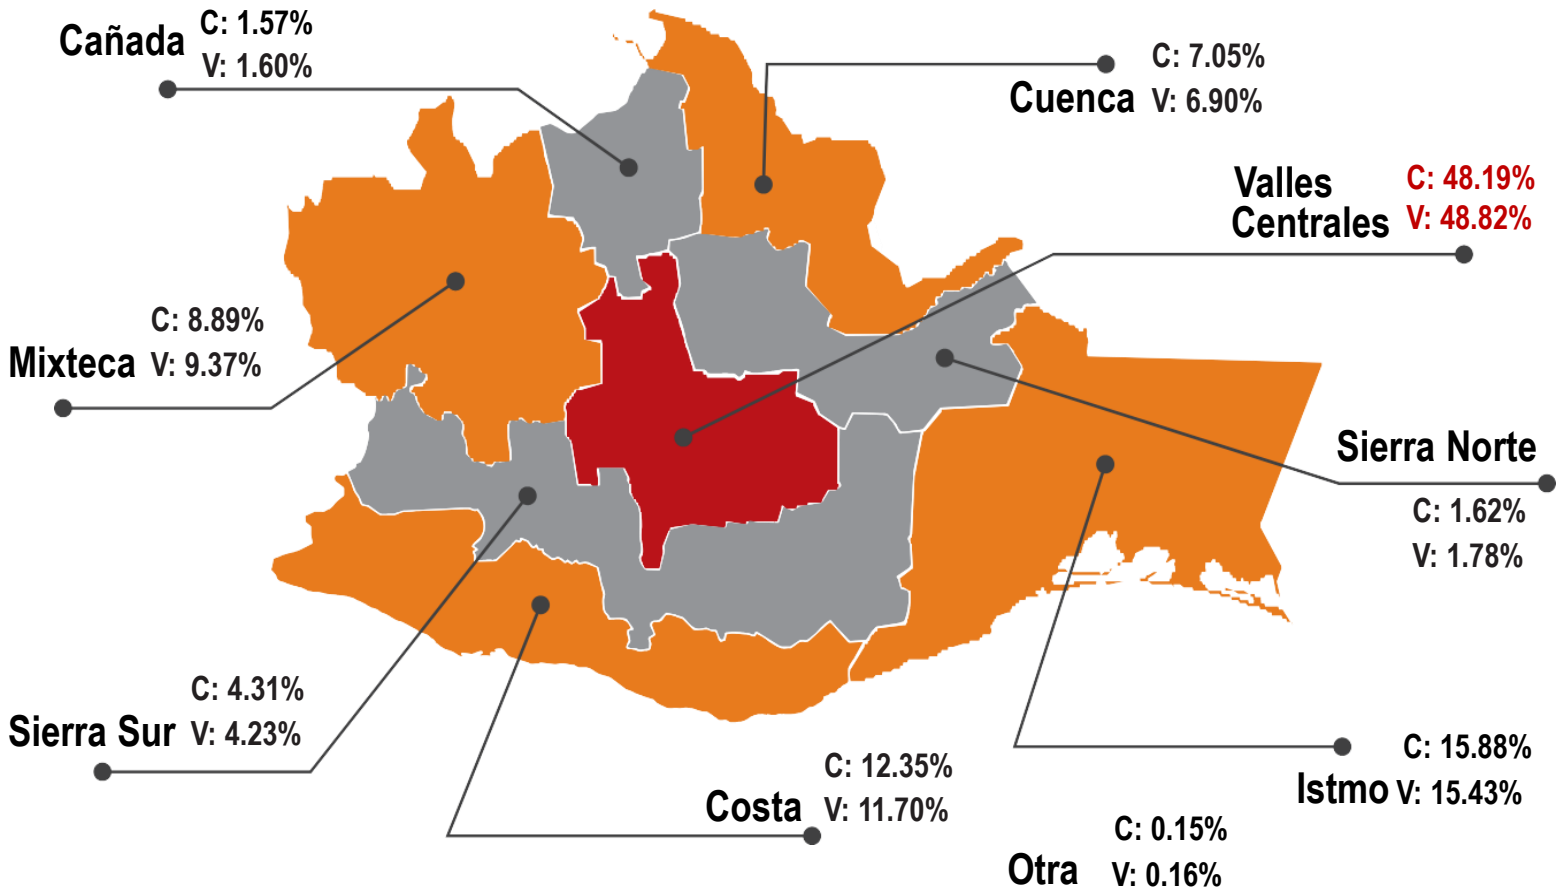 Cañada
C: 1.57%
V: 1.60%
C: 7.05%
Cuenca V: 6.90%
Valles
Centrales
C: 48.19%
V: 48.82%
C: 8.89%
Mixteca V: 9.37%
Sierra Norte
C: 1.62%
V: 1.78%
C: 4.31%
Sierra Sur V: 4.23%
C: 12.35%
Costa V: 11.70%
C: 15.88%
Istmo V: 15.43%
C: 0.15%
Otra V: 0.16%